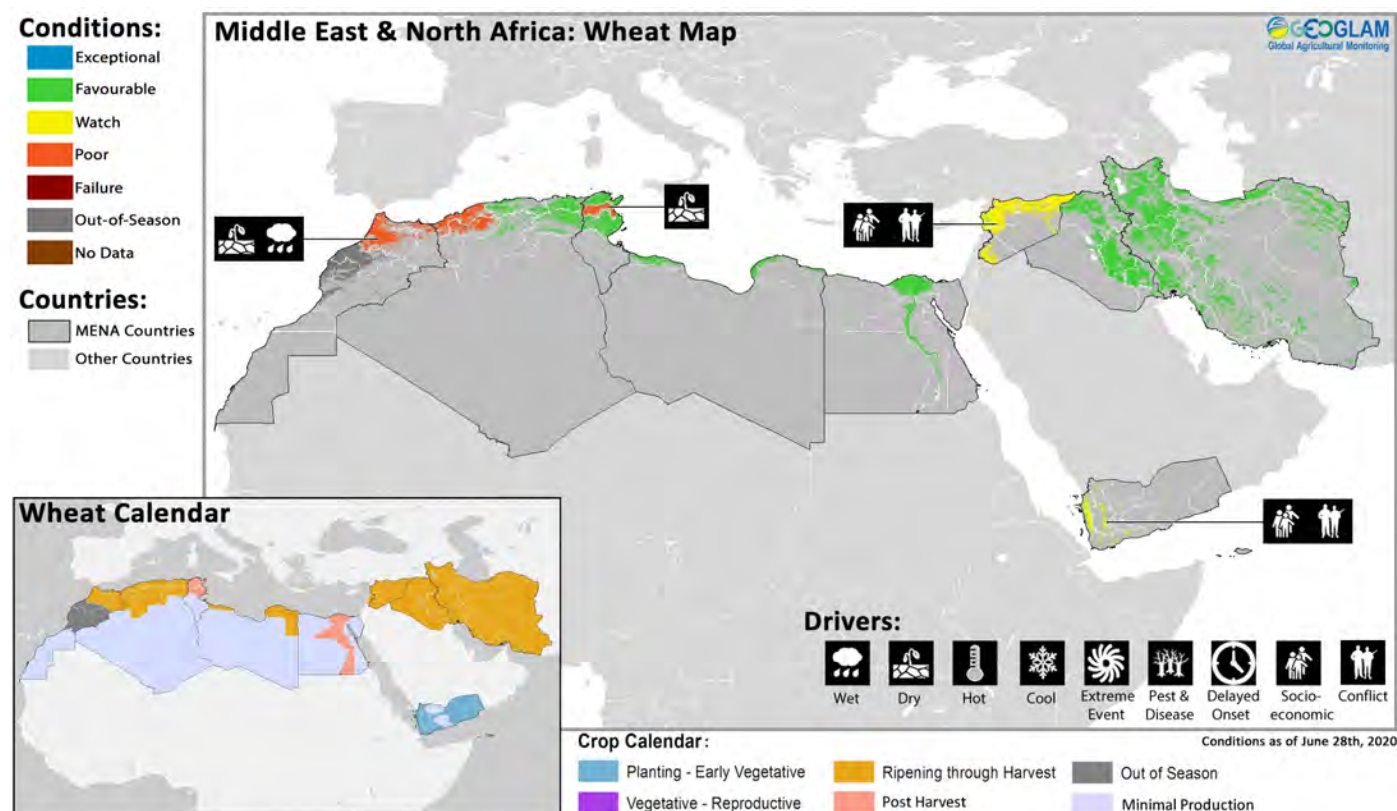 Conditions:
Exceptional
Favourable
Watch
Poor
Failure
Out-of-Season
No Data
Countries:
MENA Countries
Other Countries
Middle East & North Africa: Wheat Map
GEOGLAM
Global Agricultural Monitoring
Wheat Calendar
Drivers:
Wet
Dry
Hot
Cool
Extreme
Event
Pest &
Disease
Delayed
Onset
Socio-
economic
Conflict
Conditions as of June 28th, 2020
Crop Calendar:
Planting - Early Vegetative
Ripening through Harvest
Out of Season
Vegetative - Reproductive
Post Harvest
Minimal Production